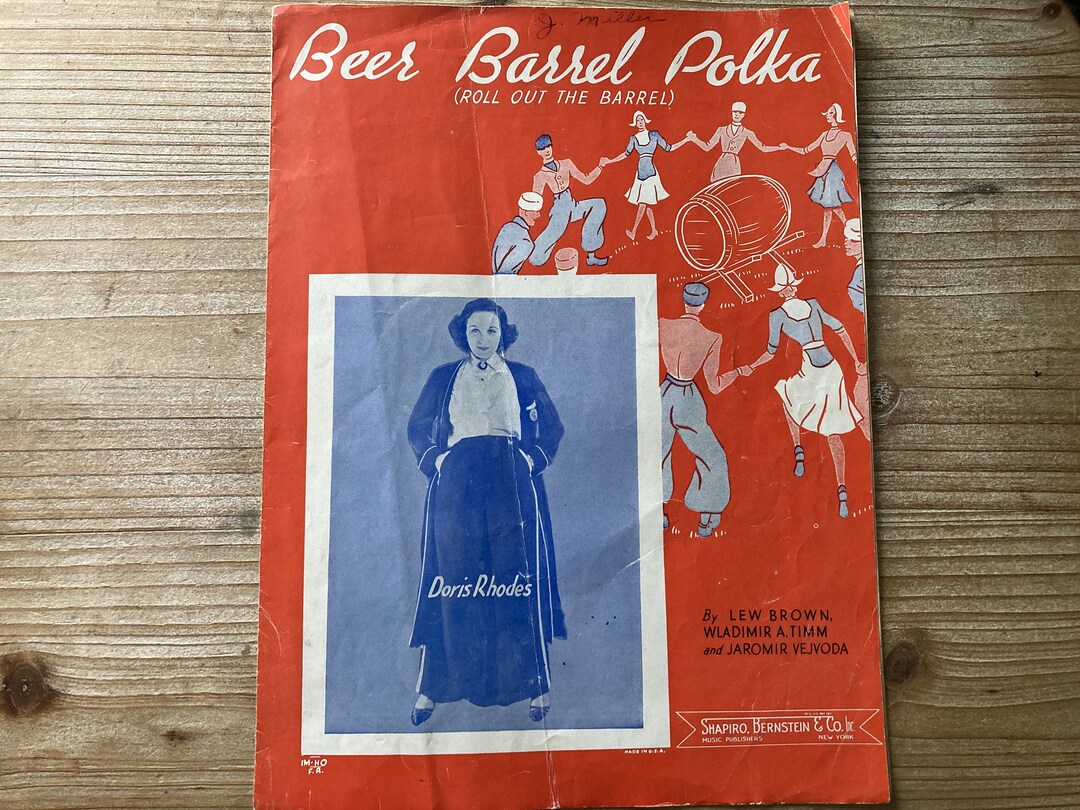 J. Miller
Beer Barrel Polka
(ROLL OUT THE BARREL)
Doris Rhodes
By LEW BROWN,
WLADIMIR A. TIMM
and JAROMIR VEJVODA
SHAPIRO, BERNSTEIN & CO. Inc.
MUSIC PUBLISHERS NEW YORK
MADE IN U.S.A.
IM-HO
F.A.